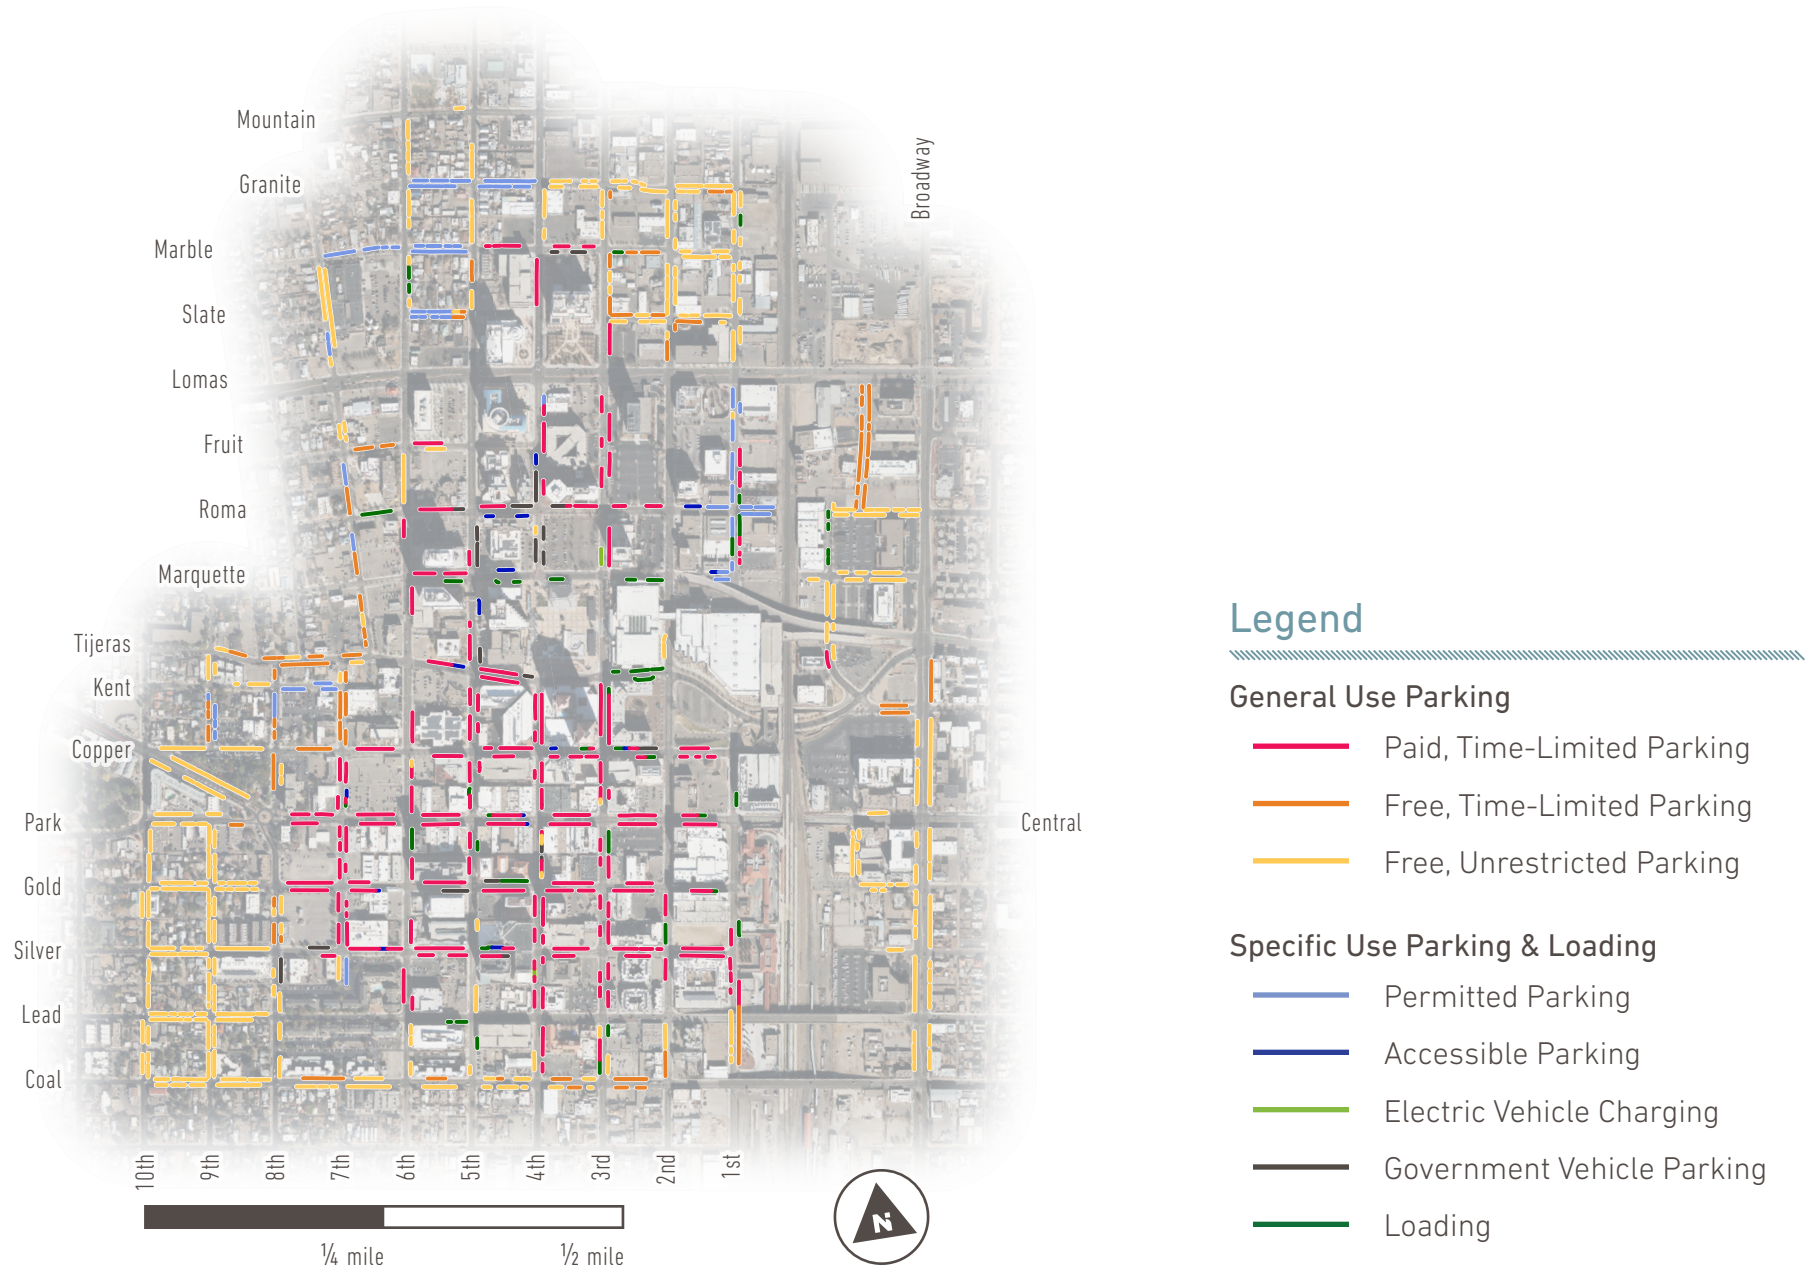 Mountain
Granite
Marble
Slate
Lomas
Fruit
Roma
Marquette
Tijeras
Kent
Copper
Park
Gold
Silver
Lead
Coal
Broadway
Central
10th
9th
8th
7th
6th
5th
4th
3rd
2nd
1st
¼ mile
½ mile
N
Legend
General Use Parking
Paid, Time-Limited Parking
Free, Time-Limited Parking
Free, Unrestricted Parking
Specific Use Parking & Loading
Permitted Parking
Accessible Parking
Electric Vehicle Charging
Government Vehicle Parking
Loading